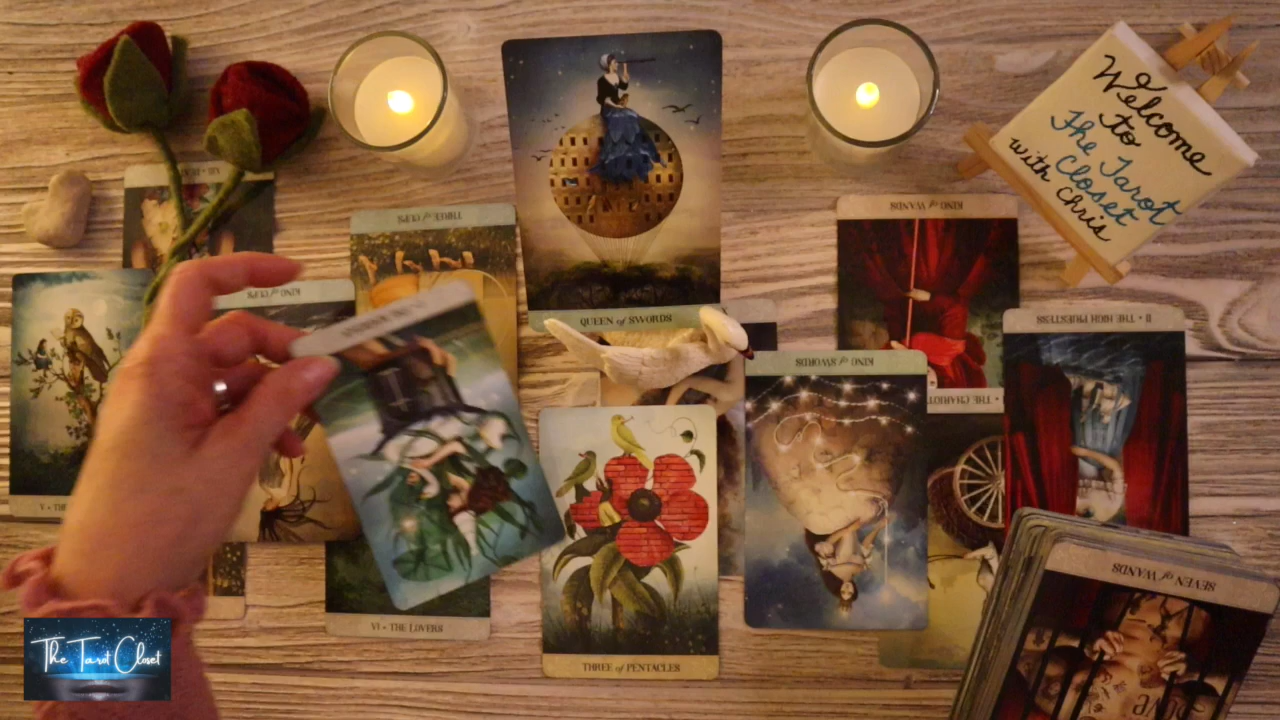 Welcome
to
The Tarot
Closet
with Chris
THREE of CUPS
KING of WANDS
KING of CUPS
QUEEN of SWORDS
II • THE HIGH PRIESTESS
KING of SWORDS
THE CHARIOT
V • THE
SEVEN of WANDS
VI • THE LOVERS
THREE of PENTACLES
The Tarot Closet